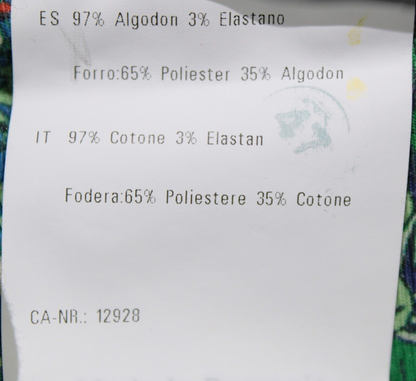 ES 97% Algodon 3% Elastano
Forro:65% Poliester 35% Algodon
IT 97% Cotone 3% Elastan
Fodera:65% Poliestere 35% Cotone
CA-NR.: 12928